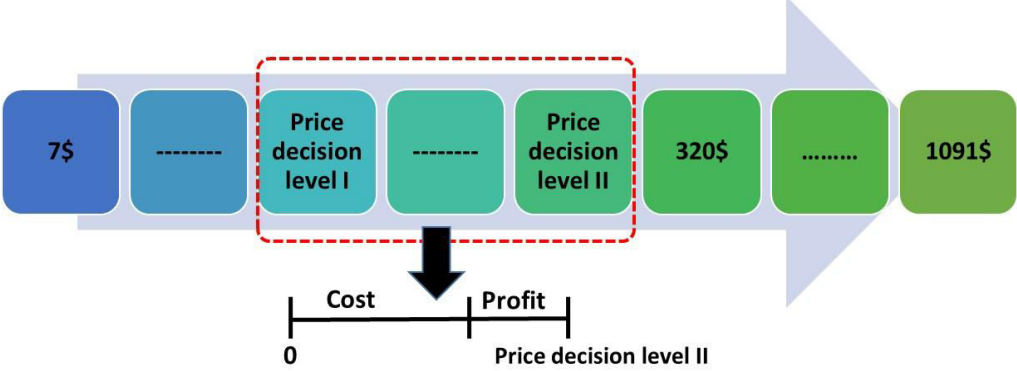 7$
--------
Price
decision
level I
--------
Price
decision
level II
320$
.........
1091$
Cost
Profit
0
Price decision level II